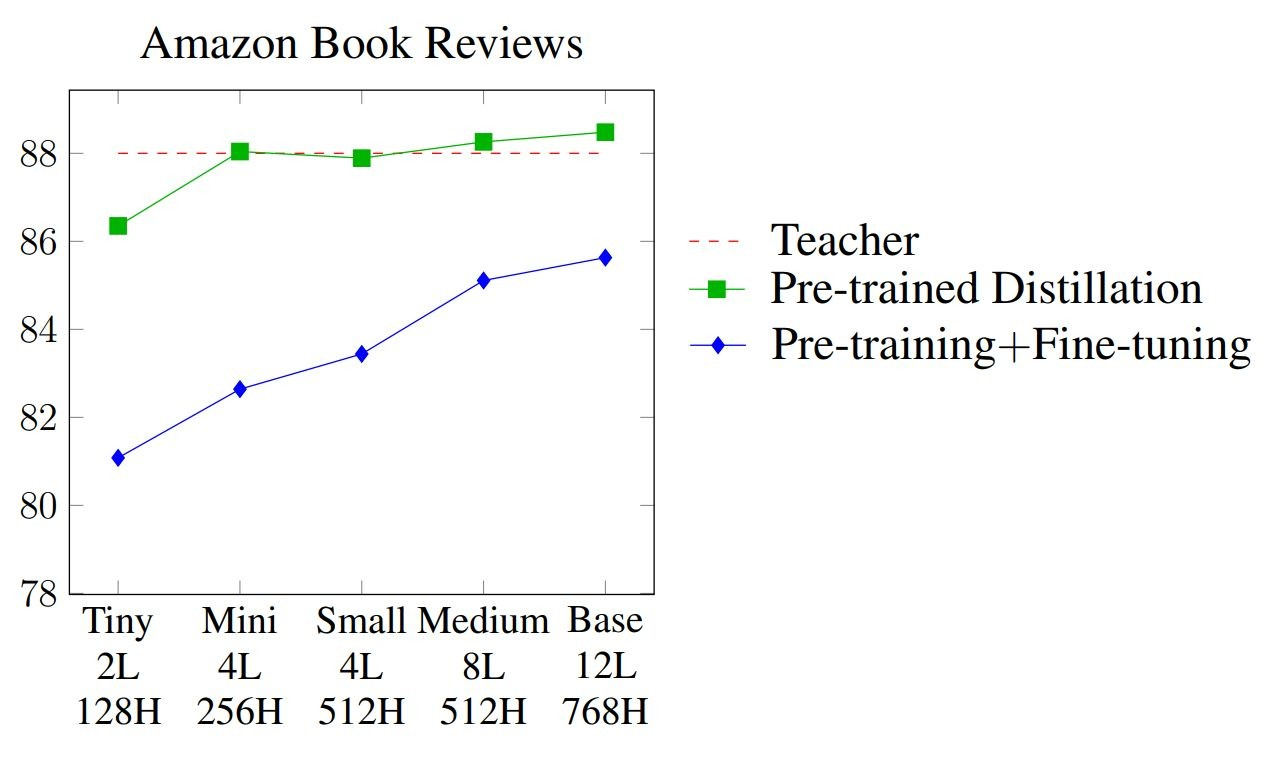 Amazon Book Reviews
88
86
84
82
80
78
Tiny Mini Small Medium Base
2L 4L 4L 8L 12L
128H 256H 512H 512H 768H
Teacher
Pre-trained Distillation
Pre-training+Fine-tuning